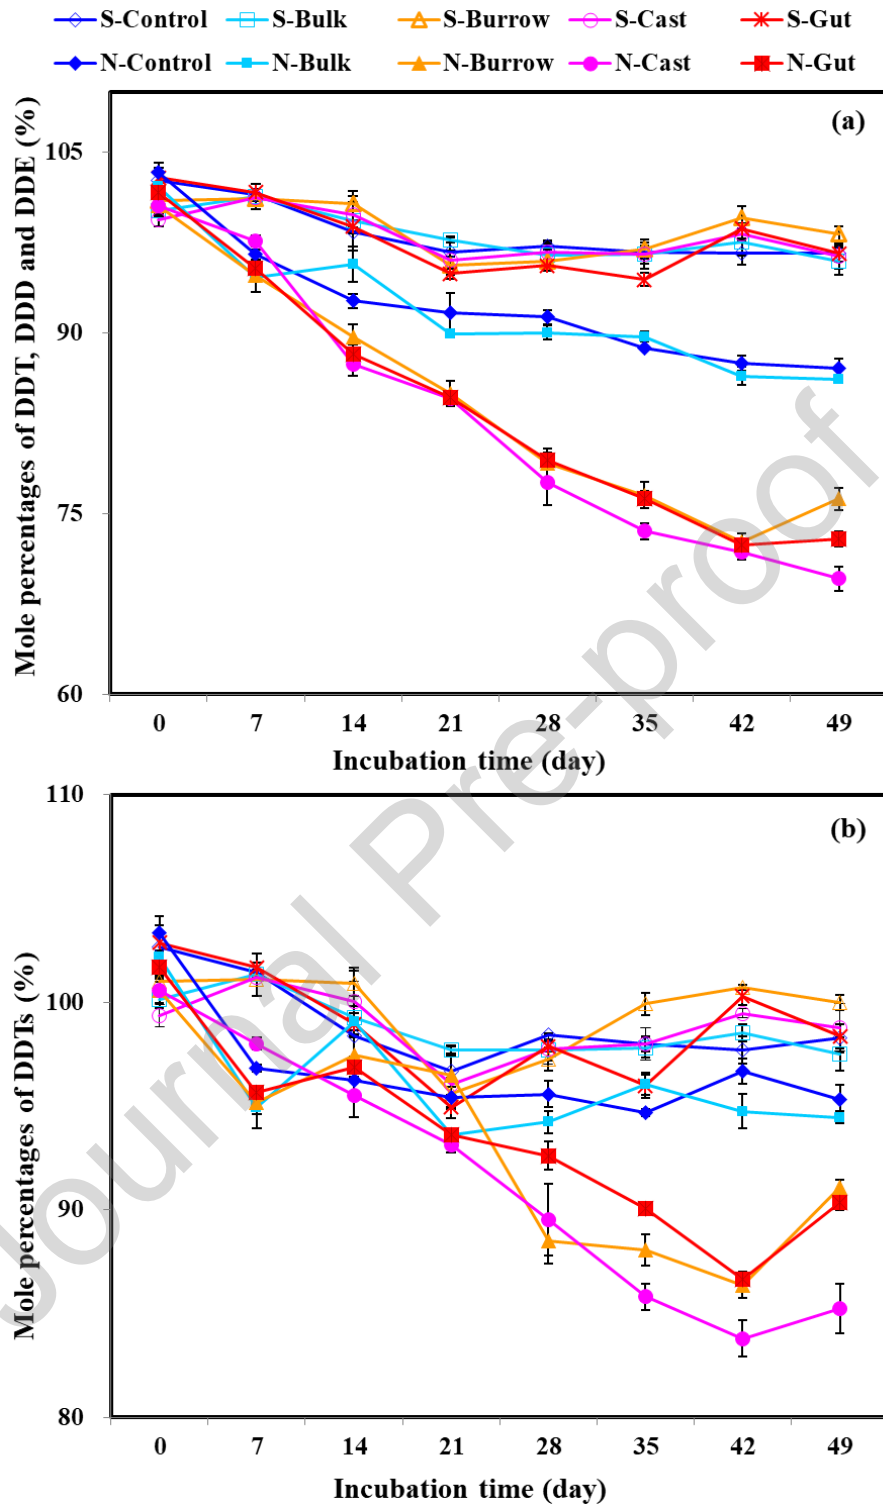 S-Control S-Bulk S-Burrow S-Cast S-Gut
N-Control N-Bulk N-Burrow N-Cast N-Gut
(a)
Mole percentages of DDT, DDD and DDE (%)
105
90
75
60
0 7 14 21 28 35 42 49
Incubation time (day)
110
(b)
Mole percentages of DDTs (%)
100
90
80
0 7 14 21 28 35 42 49
Incubation time (day)
Journal Pre-proof